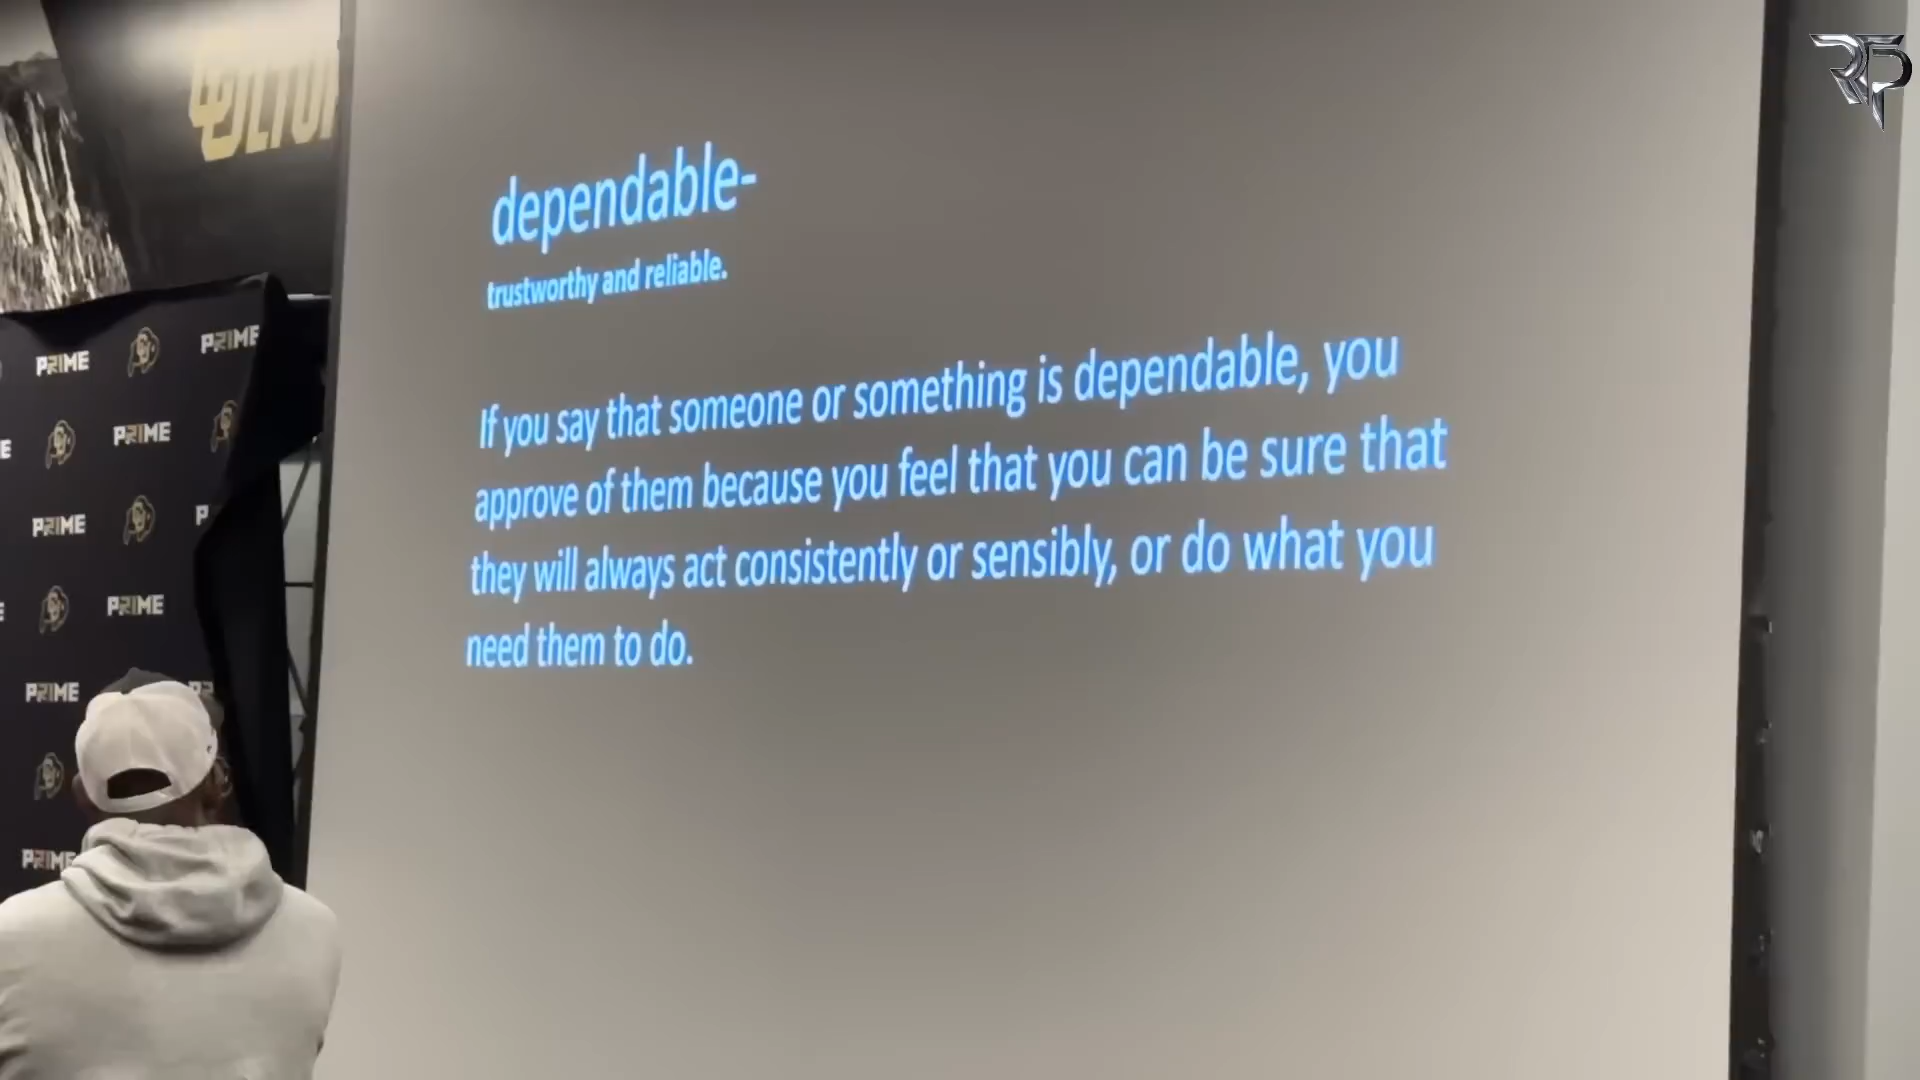 dependable-
trustworthy and reliable.
If you say that someone or something is dependable, you
approve of them because you feel that you can be sure that
they will always act consistently or sensibly, or do what you
need them to do.
PRIME
PRIME
PRIME
PRIME
PRIME
PRIME
PRIME